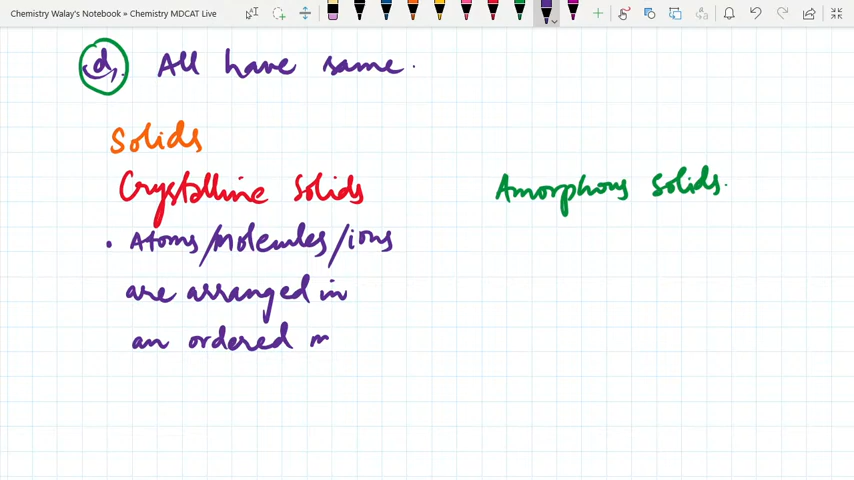 Chemistry Walay's Notebook » Chemistry MDCAT Live
d, All have same.
Solids
Crystalline Solids
Amorphous Solids.
• Atoms/Molecules/ions
are arranged in
an ordered m